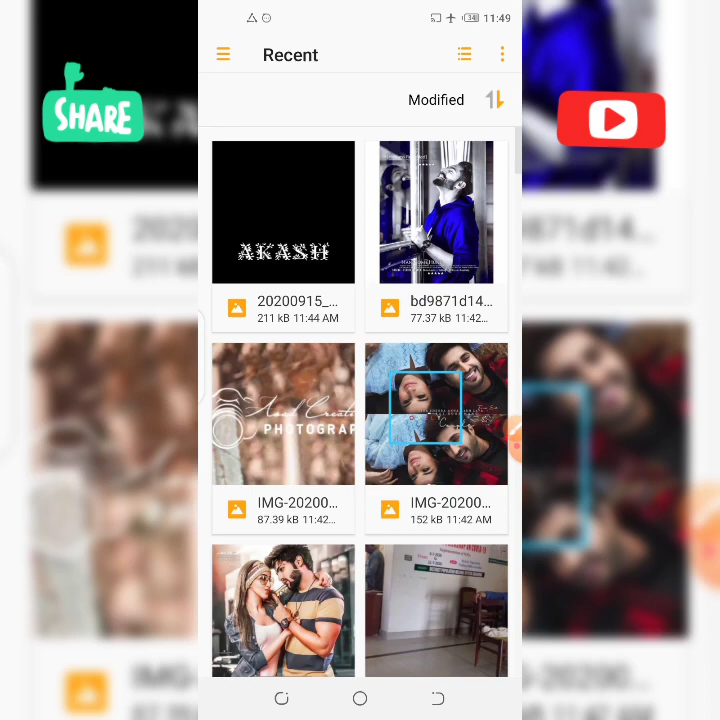 11:49
SHARE
Recent
Modified
AKASH
20200915_...
211 kB 11:44 AM
bd9871d14...
77.37 kB 11:42...
PHOTOGRAP
IMG-20200...
87.39 kB 11:42...
IMG-20200...
152 kB 11:42 AM